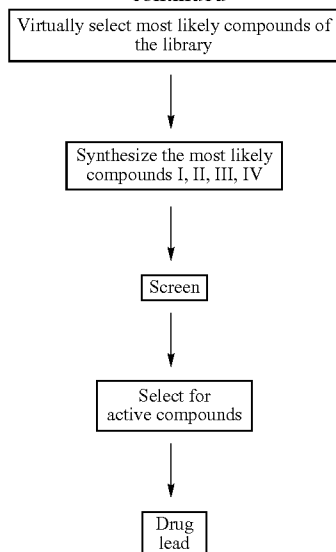 Virtually select most likely compounds of
the library
Synthesize the most likely
compounds I, II, III, IV
Screen
Select for
active compounds
Drug
lead